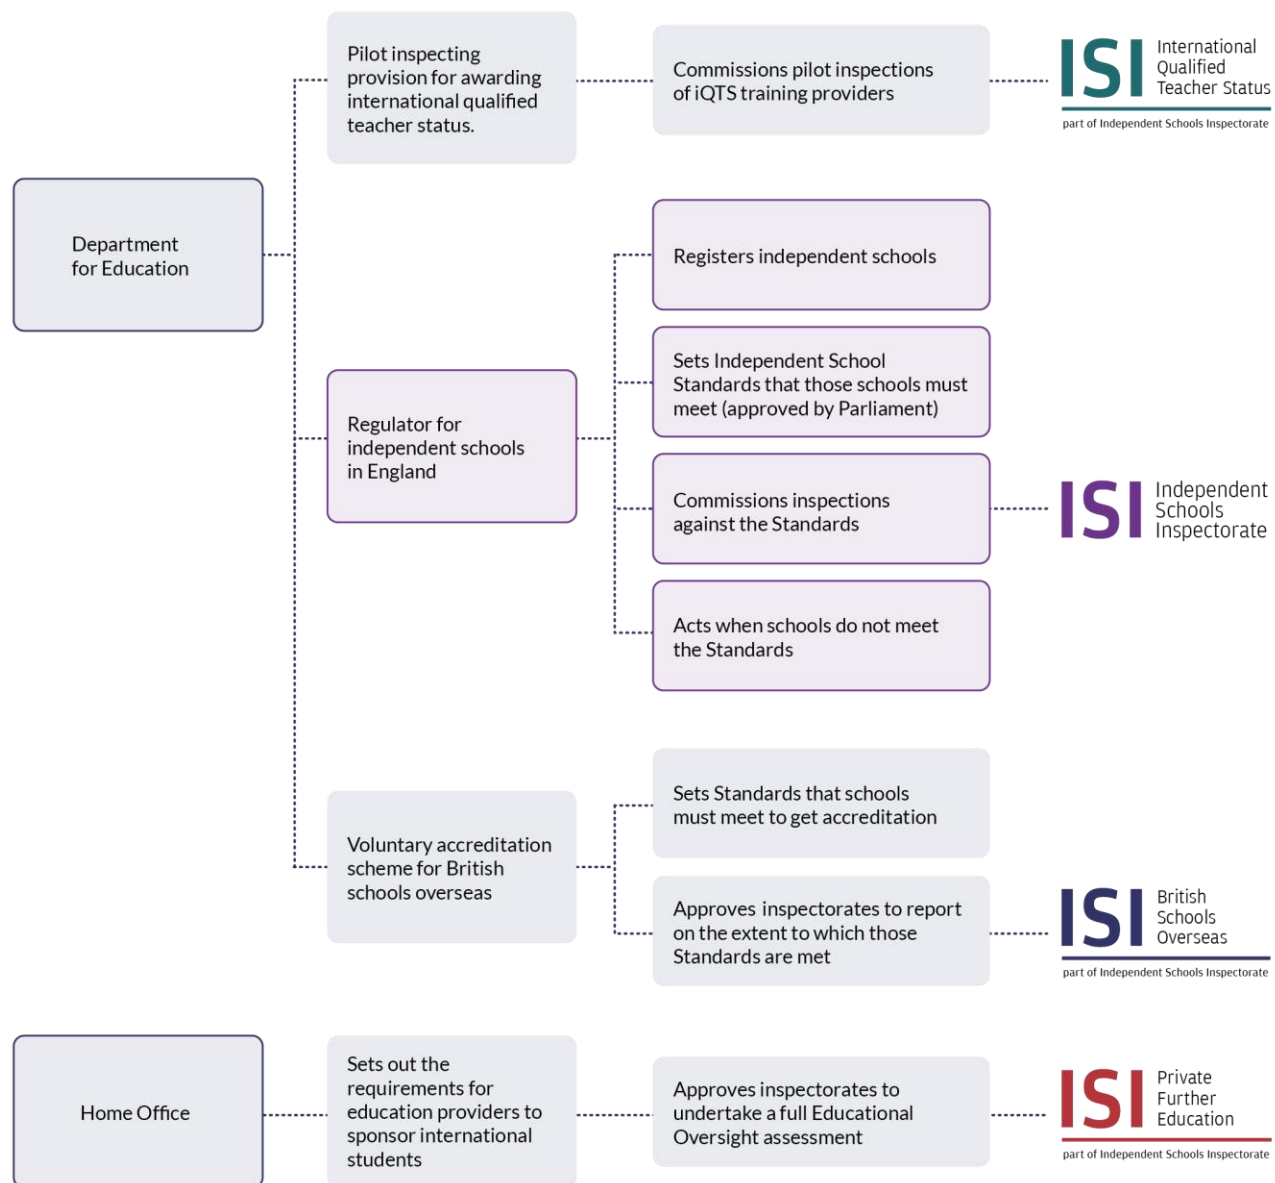 Pilot inspecting
provision for awarding
international qualified
teacher status.
Commissions pilot inspections
of iQTS training providers
ISI
International
Qualified
Teacher Status
part of Independent Schools Inspectorate
Department
for Education
Registers independent schools
Sets Independent School
Standards that those schools must
meet (approved by Parliament)
Regulator for
independent schools
in England
Commissions inspections
against the Standards
ISI
Independent
Schools
Inspectorate
Acts when schools do not meet
the Standards
Sets Standards that schools
must meet to get accreditation
Voluntary accreditation
scheme for British
schools overseas
Approves inspectorates to report
on the extent to which those
Standards are met
ISI
British
Schools
Overseas
part of Independent Schools Inspectorate
Home Office
Sets out the
requirements for
education providers to
sponsor international
students
Approves inspectorates to
undertake a full Educational
Oversight assessment
ISI
Private
Further
Education
part of Independent Schools Inspectorate